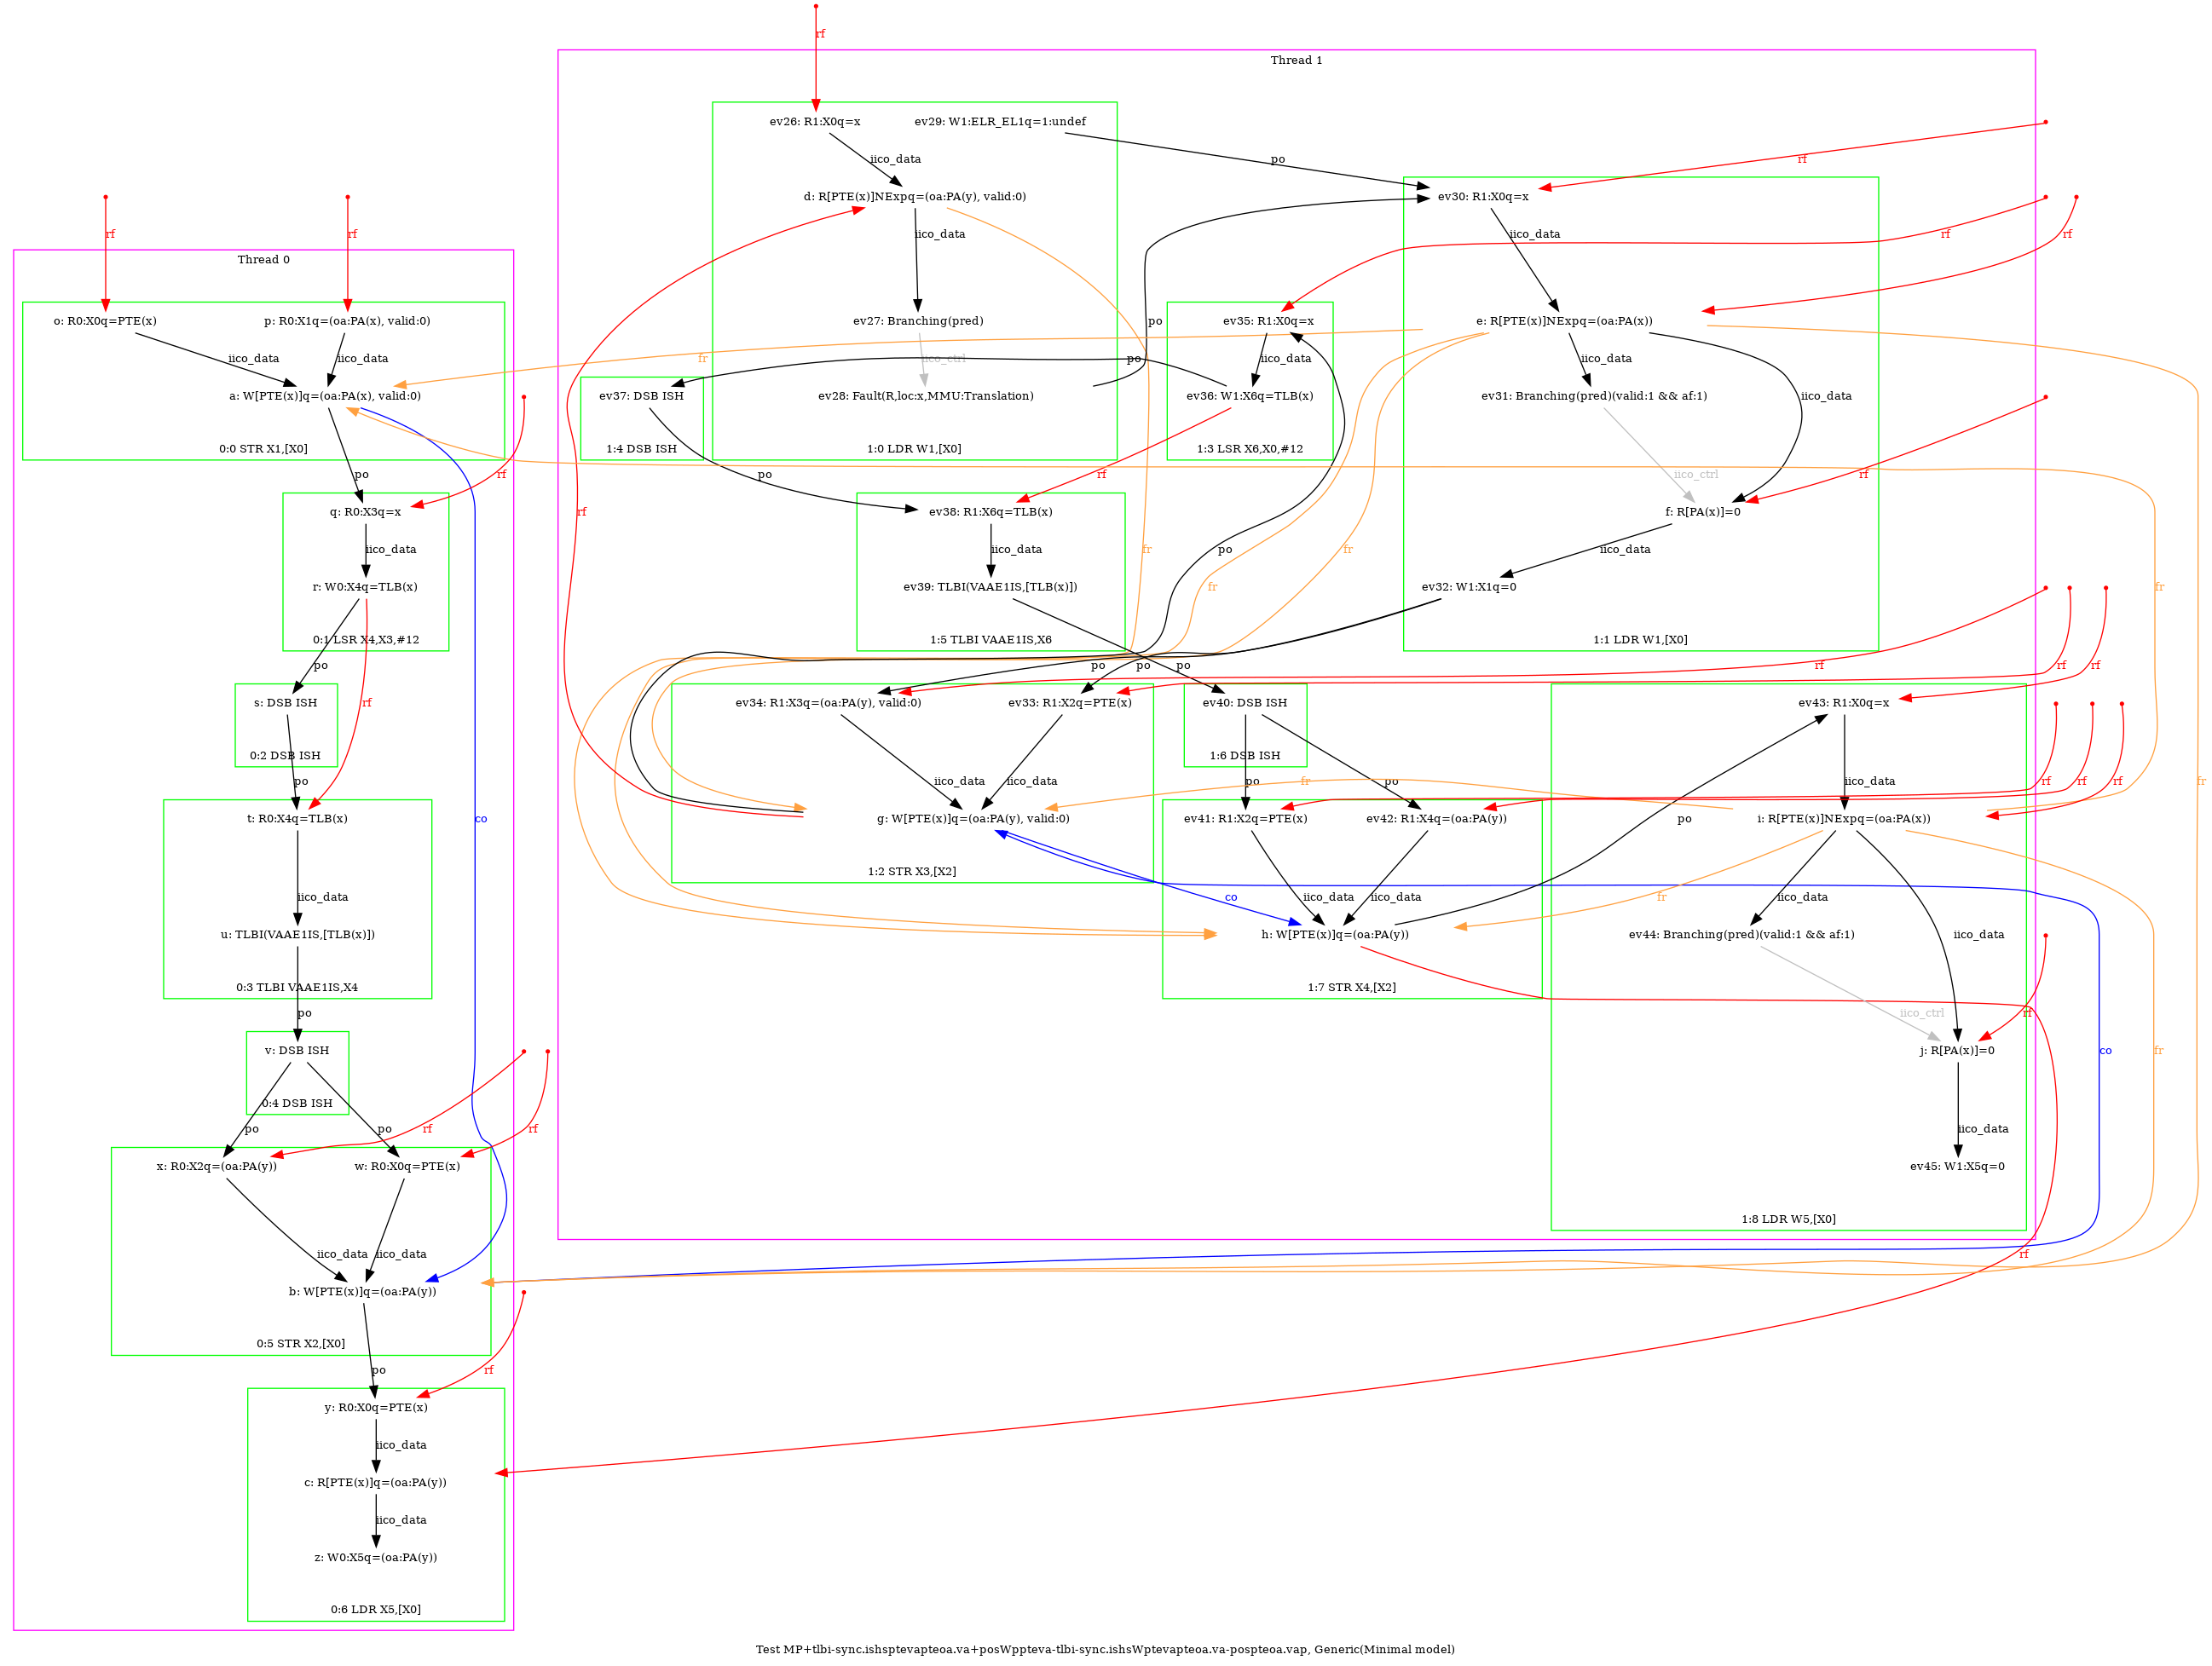 rf
Thread 1
ev26: R1:X0q=x
ev29: W1:ELR_EL1q=1:undef
iico_data
po
rf
d: R[PTE(x)]NExpq=(oa:PA(y), valid:0)
ev30: R1:X0q=x
rf
rf
iico_data
iico_data
rf
rf
Thread 0
o: R0:X0q=PTE(x)
p: R0:X1q=(oa:PA(x), valid:0)
ev27: Branching(pred)
po
ev35: R1:X0q=x
e: R[PTE(x)]NExpq=(oa:PA(x))
iico_data
iico_data
fr
iico_ctrl
po
iico_data
iico_data
a: W[PTE(x)]q=(oa:PA(x), valid:0)
ev37: DSB ISH
ev28: Fault(R,loc:x,MMU:Translation)
ev36: W1:X6q=TLB(x)
ev31: Branching(pred)(valid:1 && af:1)
iico_data
0:0 STR X1,[X0]
1:4 DSB ISH
1:0 LDR W1,[X0]
1:3 LSR X6,X0,#12
po
rf
po
rf
iico_ctrl
rf
q: R0:X3q=x
rf
ev38: R1:X6q=TLB(x)
f: R[PA(x)]=0
iico_data
iico_data
fr
po
fr
iico_data
r: W0:X4q=TLB(x)
ev39: TLBI(VAAE1IS,[TLB(x)])
fr
ev32: W1:X1q=0
fr
fr
0:1 LSR X4,X3,#12
1:5 TLBI VAAE1IS,X6
1:1 LDR W1,[X0]
po
po
po
po
rf
rf
rf
s: DSB ISH
rf
ev34: R1:X3q=(oa:PA(y), valid:0)
ev33: R1:X2q=PTE(x)
ev40: DSB ISH
ev43: R1:X0q=x
0:2 DSB ISH
1:6 DSB ISH
po
iico_data
iico_data
fr
po
po
iico_data
rf
rf
rf
t: R0:X4q=TLB(x)
co
g: W[PTE(x)]q=(oa:PA(y), valid:0)
ev41: R1:X2q=PTE(x)
ev42: R1:X4q=(oa:PA(y))
po
i: R[PTE(x)]NExpq=(oa:PA(x))
1:2 STR X3,[X2]
iico_data
co
iico_data
iico_data
fr
iico_data
iico_data
u: TLBI(VAAE1IS,[TLB(x)])
h: W[PTE(x)]q=(oa:PA(y))
ev44: Branching(pred)(valid:1 && af:1)
0:3 TLBI VAAE1IS,X4
1:7 STR X4,[X2]
po
iico_ctrl
rf
v: DSB ISH
j: R[PA(x)]=0
co
fr
0:4 DSB ISH
po
po
rf
rf
iico_data
x: R0:X2q=(oa:PA(y))
w: R0:X0q=PTE(x)
ev45: W1:X5q=0
1:8 LDR W5,[X0]
iico_data
iico_data
rf
b: W[PTE(x)]q=(oa:PA(y))
0:5 STR X2,[X0]
po
rf
y: R0:X0q=PTE(x)
iico_data
c: R[PTE(x)]q=(oa:PA(y))
iico_data
z: W0:X5q=(oa:PA(y))
0:6 LDR X5,[X0]
Test MP+tlbi-sync.ishsptevapteoa.va+posWppteva-tlbi-sync.ishsWptevapteoa.va-pospteoa.vap, Generic(Minimal model)